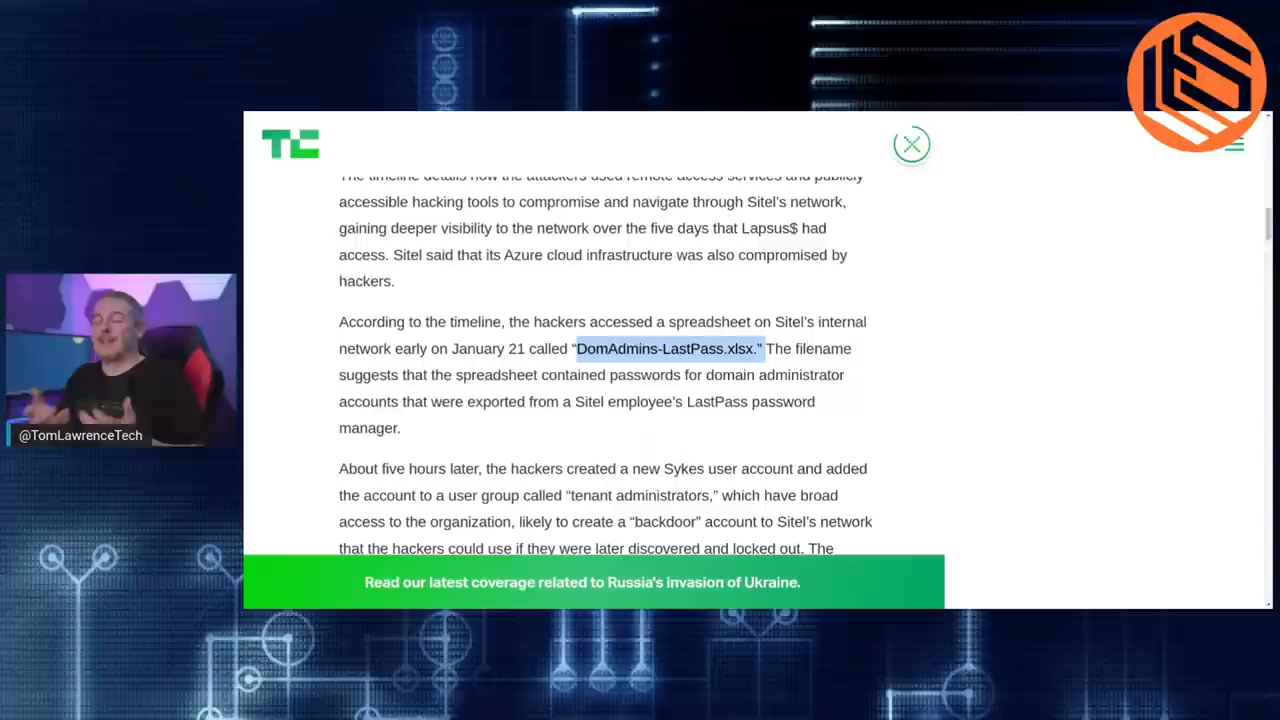 TC
The timeline details how the attackers used remote access services and publicly
accessible hacking tools to compromise and navigate through Sitel's network,
gaining deeper visibility to the network over the five days that Lapsus$ had
access. Sitel said that its Azure cloud infrastructure was also compromised by
hackers.
According to the timeline, the hackers accessed a spreadsheet on Sitel's internal
network early on January 21 called “DomAdmins-LastPass.xlsx.” The filename
suggests that the spreadsheet contained passwords for domain administrator
accounts that were exported from a Sitel employee's LastPass password
manager.
About five hours later, the hackers created a new Sykes user account and added
the account to a user group called “tenant administrators,” which have broad
access to the organization, likely to create a “backdoor” account to Sitel's network
that the hackers could use if they were later discovered and locked out. The
Read our latest coverage related to Russia's invasion of Ukraine.
@TomLawrenceTech